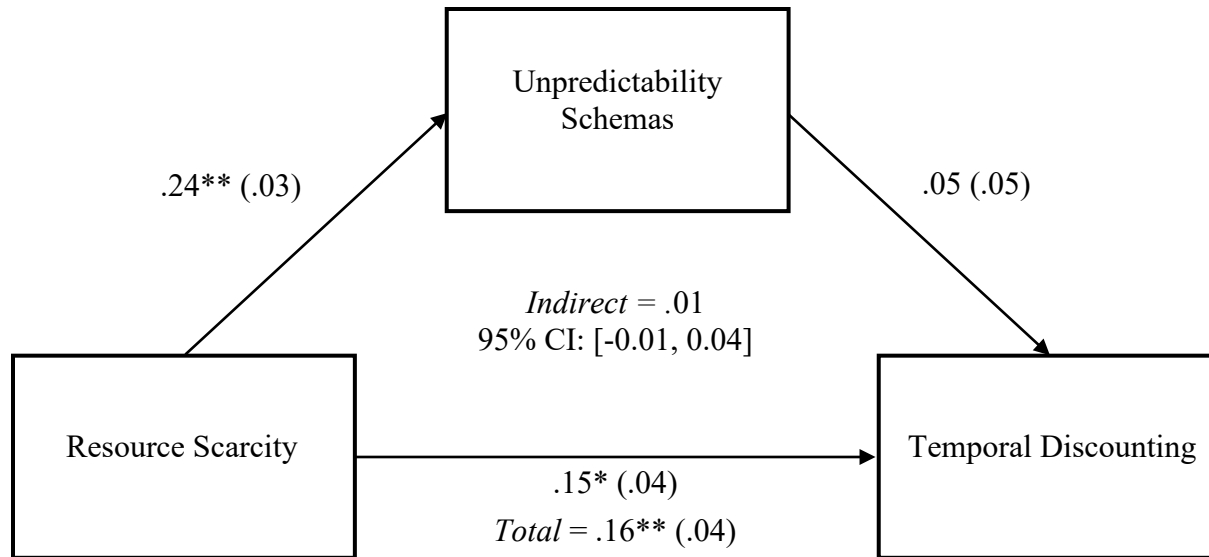 Unpredictability
Schemas
.24** (.03)
.05 (.05)
Indirect = .01
95% CI: [-0.01, 0.04]
Resource Scarcity
Temporal Discounting
.15* (.04)
Total = .16** (.04)